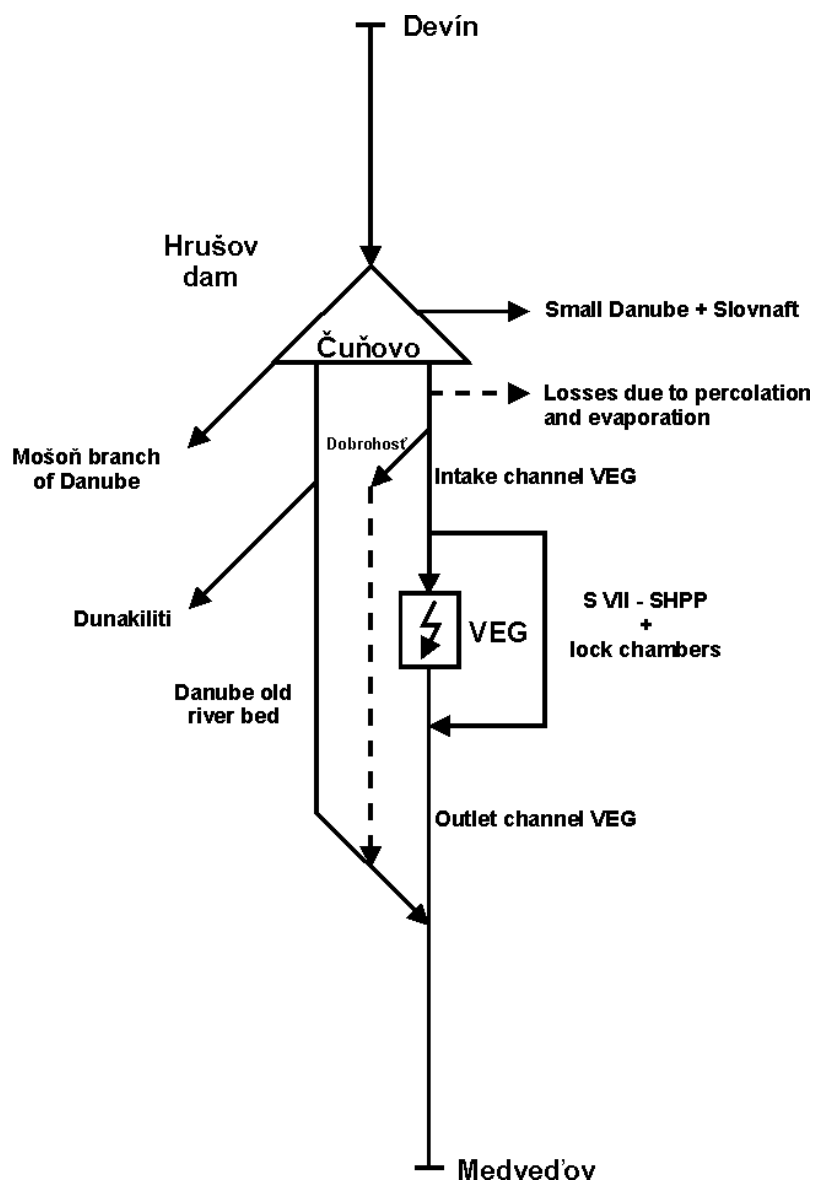 Devín
Hrušov
dam
Small Danube + Slovnaft
Čuňovo
Losses due to percolation
and evaporation
Dobrohosť
Mošoň branch
of Danube
Intake channel VEG
Dunakiliti
S VII - SHPP
+
lock chambers
VEG
Danube old
river bed
Outlet channel VEG
Medveďov